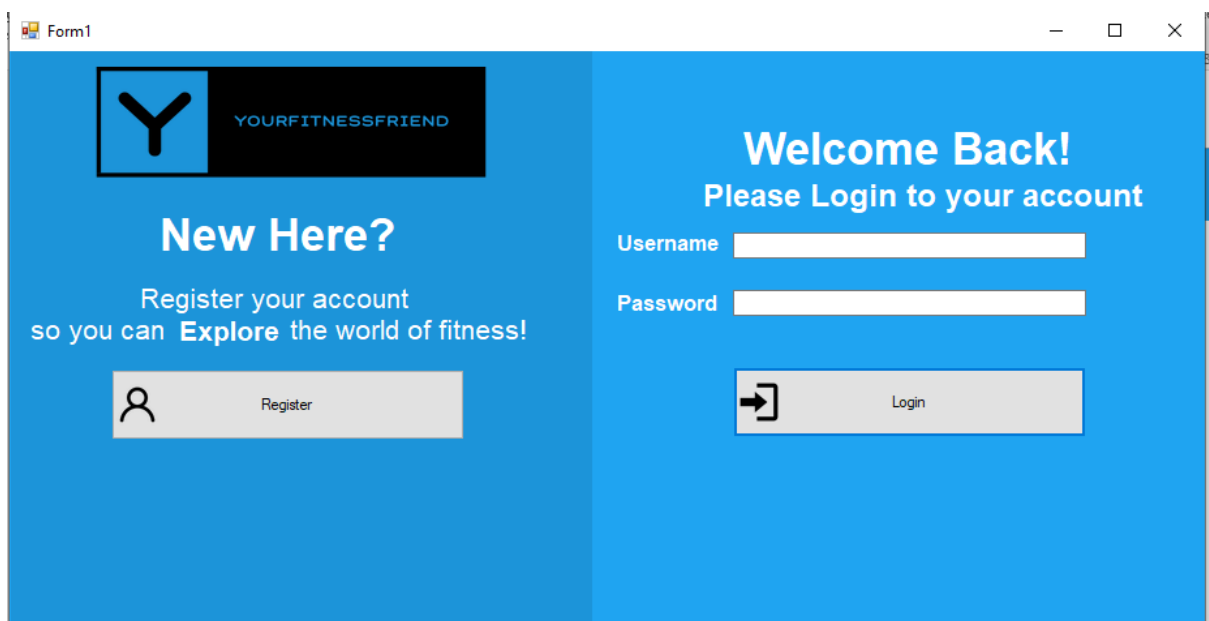 Form1
YOURFITNESSFRIEND
New Here?
Register your account
so you can Explore the world of fitness!
Register
Welcome Back!
Please Login to your account
Username
Password
Login